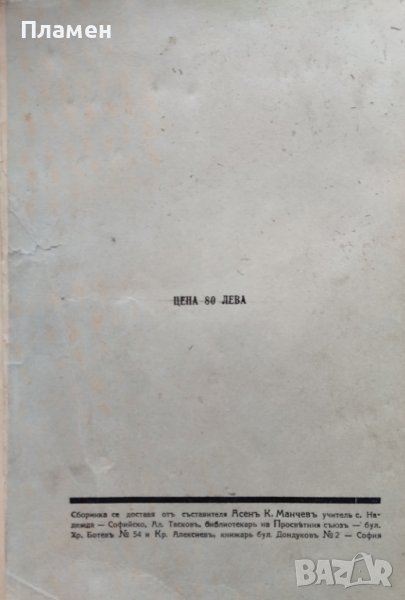 Пламен
ЦЕНА 80 ЛЕВА
Сборника се доставя отъ съставителя Асенъ К. Манчевъ учитель с. На-
дежда — Софийско, Ал. Тасковъ, библиотекарь на Просвѣтния съюзъ — бул.
Хр. Ботевъ № 54 и Кр. Алексиевъ, книжарь бул. Дондуковъ № 2 — София
BAZAR